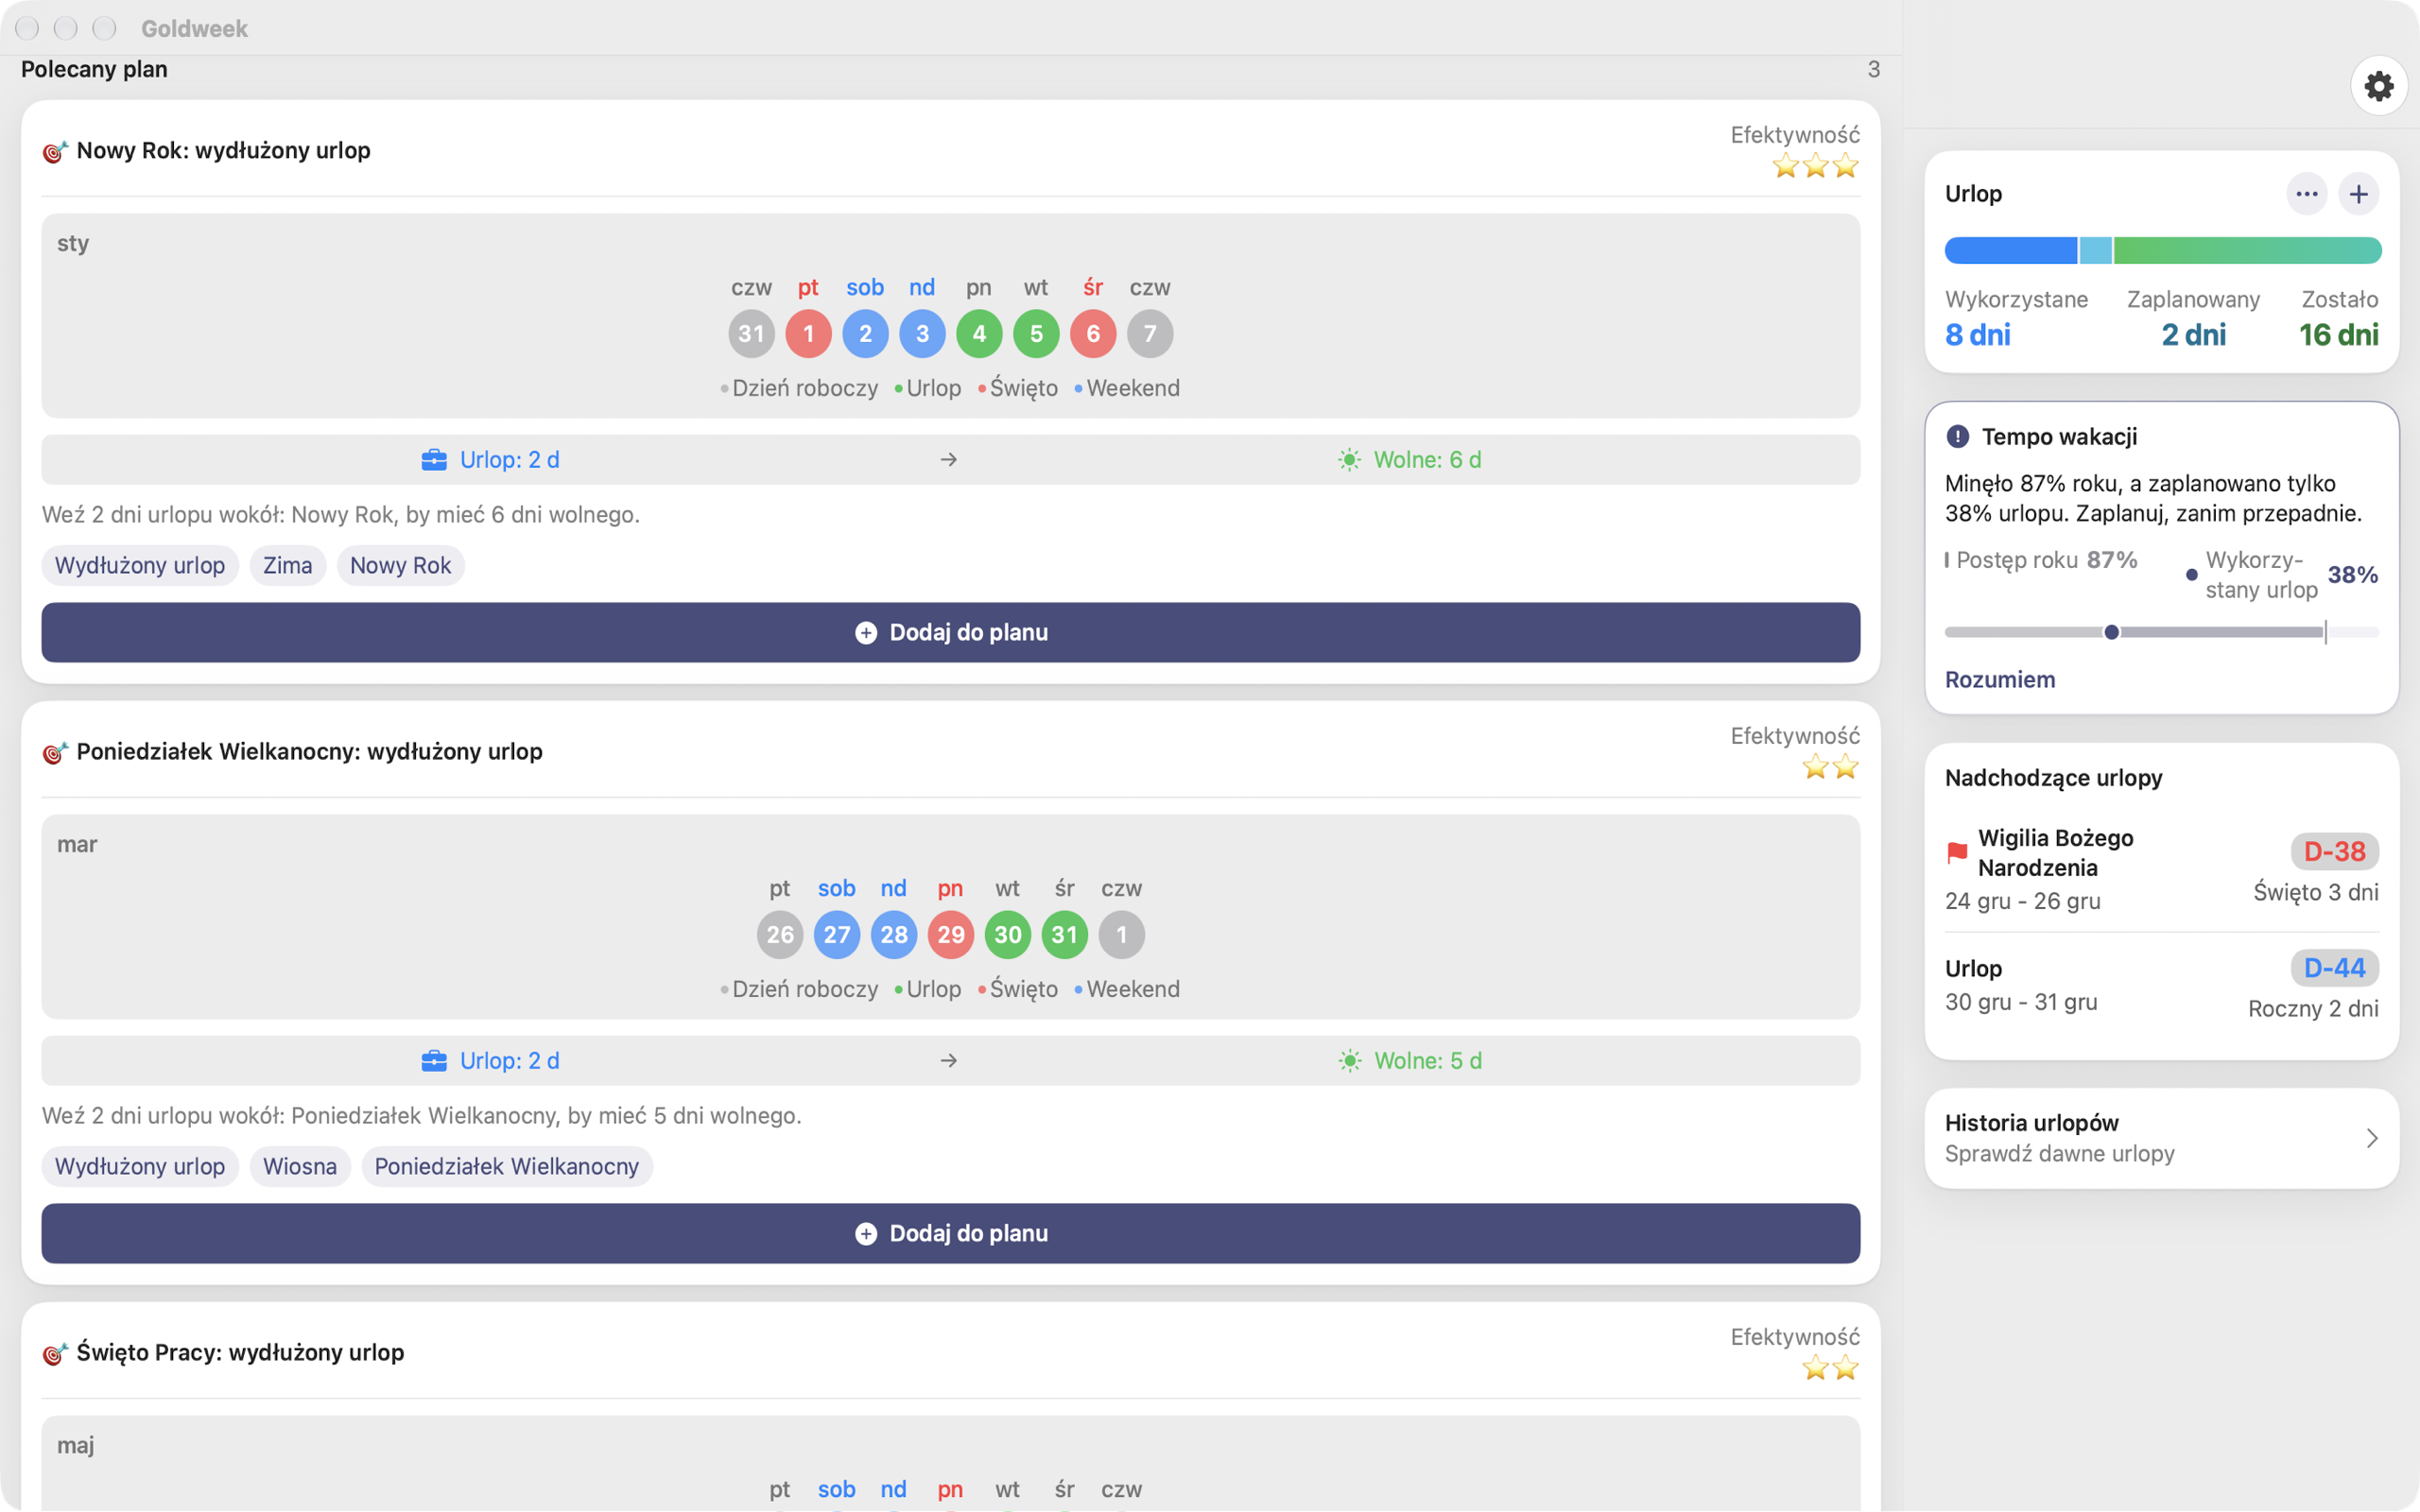 Goldweek
Polecany plan
3
Nowy Rok: wydłużony urlop
Efektywność
sty
czw pt sob nd pn wt śr czw
31 1 2 3 4 5 6 7
Dzień roboczy Urlop Święto Weekend
Urlop: 2 d → Wolne: 6 d
Weź 2 dni urlopu wokół: Nowy Rok, by mieć 6 dni wolnego.
Wydłużony urlop Zima Nowy Rok
Dodaj do planu
Poniedziałek Wielkanocny: wydłużony urlop
Efektywność
mar
pt sob nd pn wt śr czw
26 27 28 29 30 31 1
Dzień roboczy Urlop Święto Weekend
Urlop: 2 d → Wolne: 5 d
Weź 2 dni urlopu wokół: Poniedziałek Wielkanocny, by mieć 5 dni wolnego.
Wydłużony urlop Wiosna Poniedziałek Wielkanocny
Dodaj do planu
Święto Pracy: wydłużony urlop
Efektywność
maj
pt sob nd pn wt śr czw
Urlop
Wykorzystane Zaplanowany Zostało
8 dni 2 dni 16 dni
Tempo wakacji
Minęło 87% roku, a zaplanowano tylko
38% urlopu. Zaplanuj, zanim przepadnie.
Postęp roku 87%
Wykorzy-
stany urlop 38%
Rozumiem
Nadchodzące urlopy
Wigilia Bożego
Narodzenia
24 gru - 26 gru
D-38
Święto 3 dni
Urlop
30 gru - 31 gru
D-44
Roczny 2 dni
Historia urlopów
Sprawdź dawne urlopy